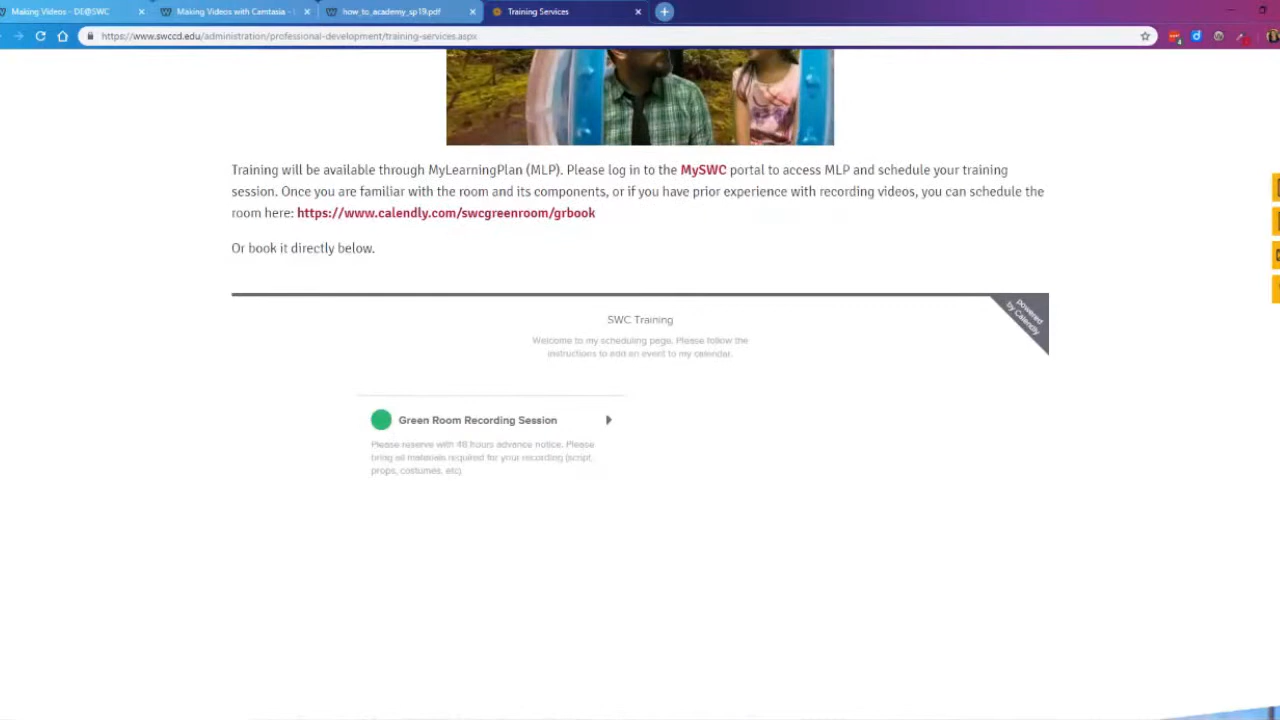 Making Videos - DE@SWC
Making Videos with Camtasia -
how_to_academy_sp19.pdf
Training Services
https://www.swccd.edu/administration/professional-development/training-services.aspx
Training will be available through MyLearningPlan (MLP). Please log in to the MySWC portal to access MLP and schedule your training
session. Once you are familiar with the room and its components, or if you have prior experience with recording videos, you can schedule the
room here: https://www.calendly.com/swcgreenroom/grbook
Or book it directly below.
powered
by Calendly
SWC Training
Welcome to my scheduling page. Please follow the
instructions to add an event to my calendar.
Green Room Recording Session
Please reserve with 48 hours advance notice. Please
bring all materials required for your recording (script,
props, costumes, etc)